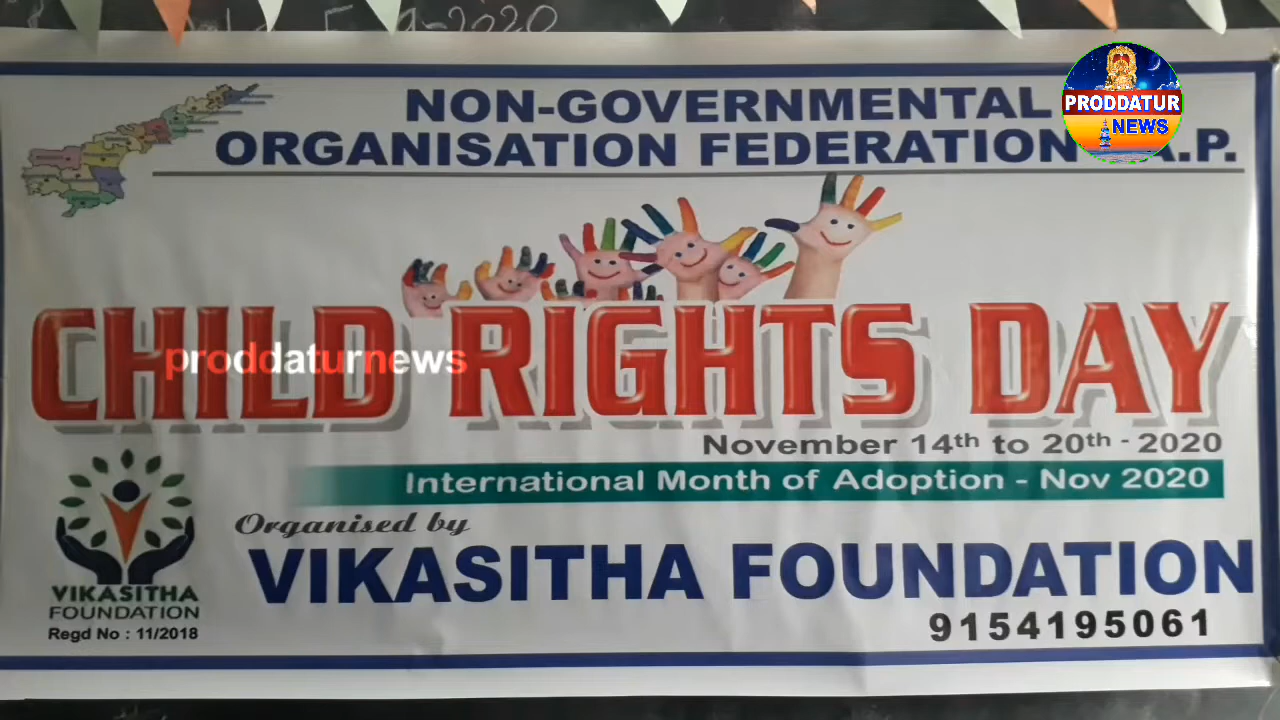 NON-GOVERNMENTAL
ORGANISATION FEDERATION A.P.
PRODDATUR
NEWS
CHILD RIGHTS DAY
proddaturnews
November 14th to 20th - 2020
International Month of Adoption - Nov 2020
Organised by
VIKASITHA FOUNDATION
9154195061
VIKASITHA
FOUNDATION
Regd No : 11/2018